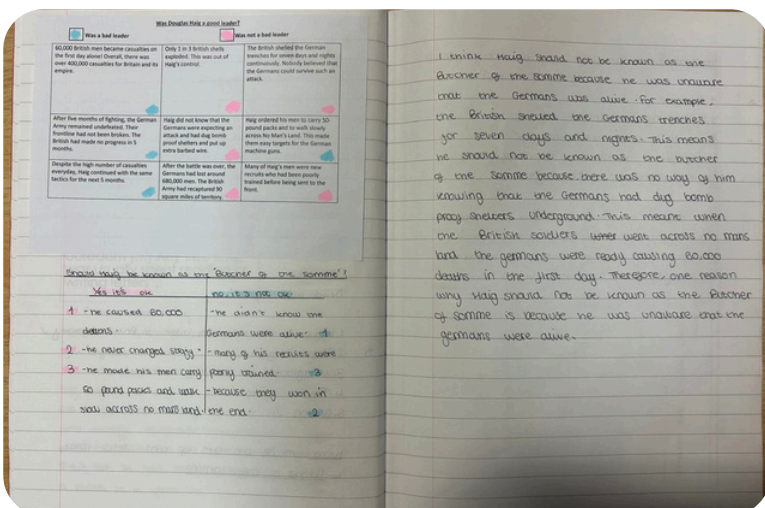 Was Douglas Haig a good leader?
Was a bad leader
Was not a bad leader
60,000 British men became casualties on
the first day alone! Overall, there was
over 400,000 casualties for Britain and its
empire.
Only 1 in 3 British shells
exploded. This was out of
Haig's control.
The British shelled the German
trenches for seven days and nights
continuously. Nobody believed that
the Germans could survive such an
attack.
After five months of fighting, the German
Army remained undefeated. Their
frontline had not been broken. The
British had made no progress in 5
months.
Haig did not know that the
Germans were expecting an
attack and had dug bomb
proof shelters and put up
extra barbed wire.
Haig ordered his men to carry 50-
pound packs and to walk slowly
across No Man's Land. This made
them easy targets for the German
machine guns.
Despite the high number of casualties
everyday, Haig continued with the same
tactics for the next 5 months.
After the battle was over, the
Germans had lost around
680,000 men. The British
Army had recaptured 90
square miles of territory.
Many of Haig's men were new
recruits who had been poorly
trained before being sent to the
front.
Should Haig be known as the "Butcher of the Somme"?
Yes it's ok
no, it's not ok
1 - he caused 60,000
deaths.
2 - he never changed
3 - he made his men carry
50 pound packs and walk
slow accross no mans land.
- he didn't know the
Germans were alive. 1
- many of his recruits were
poorly trained. 3
- because they won in
the end. 2
I think Haig should not be known as the
Butcher of the somme because he was unaware
that the Germans was alive. For example,
the British shelled the Germans trenches
for seven days and nights. This means
he should not be known as the butcher
of the somme because there was no way of him
knowing that the Germans had dug bomb
proof shelters underground. This meant when
the British soldiers went across no mans
land the germans were ready causing 60,000
deaths in the first day. Therefore, one reason
why Haig should not be known as the Butcher
of somme is because he was unaware that the
germans were alive.